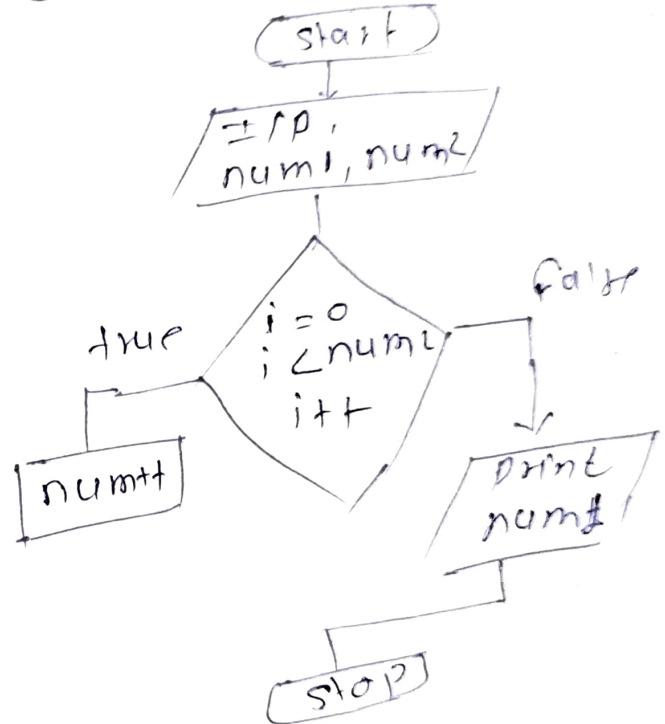 start
I/P,
num1, num2
i = 0
i < num2
i++
true
false
num++
print
num1
stop